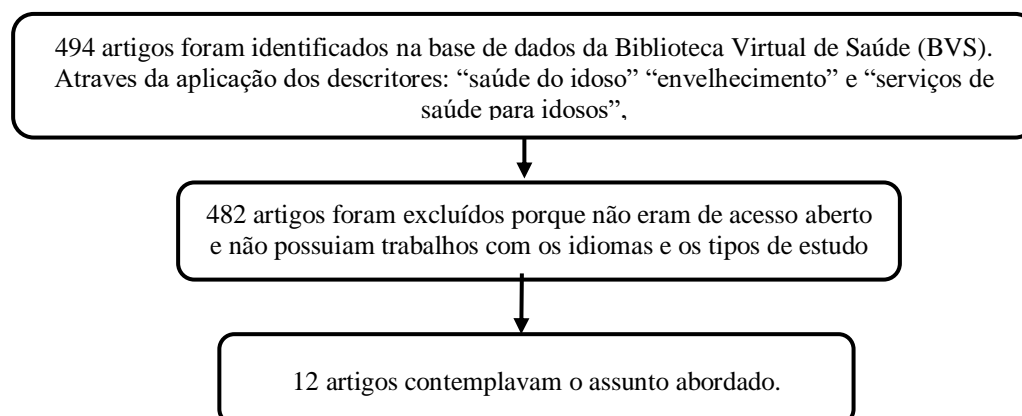 494 artigos foram identificados na base de dados da Biblioteca Virtual de Saúde (BVS).
Atraves da aplicação dos descritores: “saúde do idoso” “envelhecimento” e “serviços de
saúde para idosos”,
482 artigos foram excluídos porque não eram de acesso aberto
e não possuiam trabalhos com os idiomas e os tipos de estudo
12 artigos contemplavam o assunto abordado.